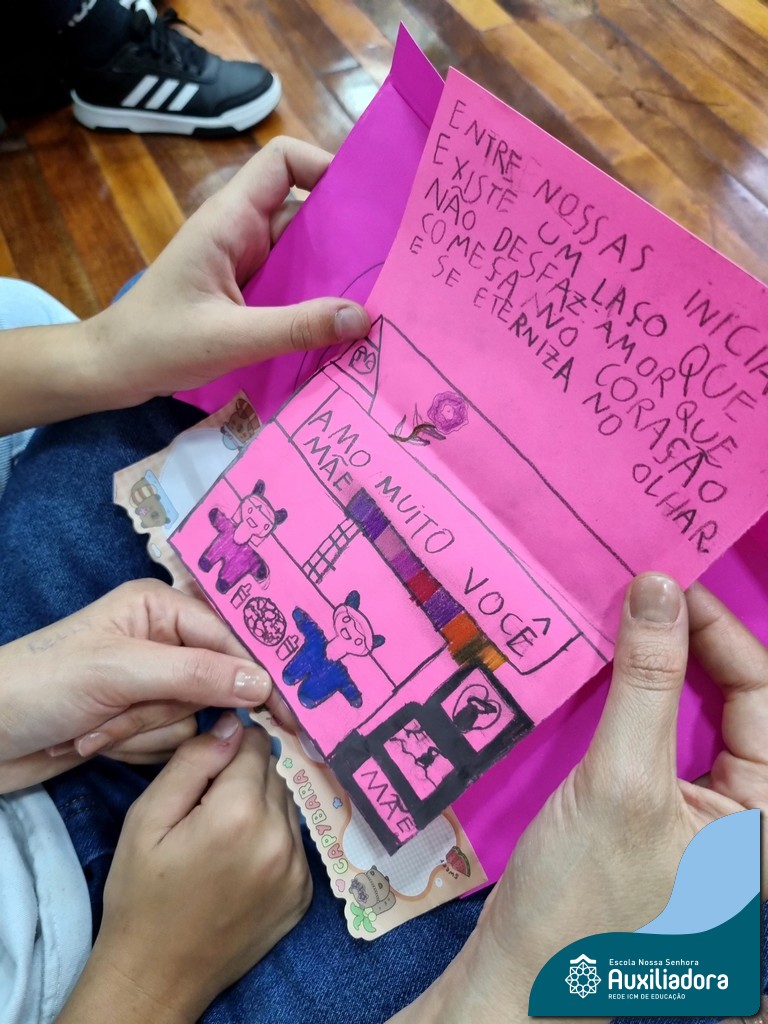 ENTRE NOSSAS INICIA
EXISTE UM LAÇO QUE
NÃO DESFAZ AMOR QUE
COMESA NO CORAÇÃO
E SE ETERNIZA NO OLHAR
AMO MUITO VOCÊ
MÃE
MÃE
CAPYBARA
SWEET
Escola Nossa Senhora
Auxiliadora
REDE ICM DE EDUCAÇÃO